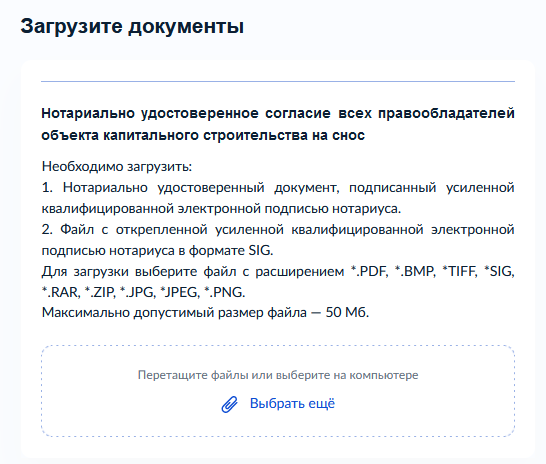 Загрузите документы
Нотариально удостоверенное согласие всех правообладателей
объекта капитального строительства на снос
Необходимо загрузить:
1. Нотариально удостоверенный документ, подписанный усиленной
квалифицированной электронной подписью нотариуса.
2. Файл с открепленной усиленной квалифицированной электронной
подписью нотариуса в формате SIG.
Для загрузки выберите файл с расширением *.PDF, *.BMP, *TIFF, *SIG,
*.RAR, *.ZIP, *.JPG, *JPEG, *.PNG.
Максимально допустимый размер файла — 50 Мб.
Перетащите файлы или выберите на компьютере
Выбрать ещё